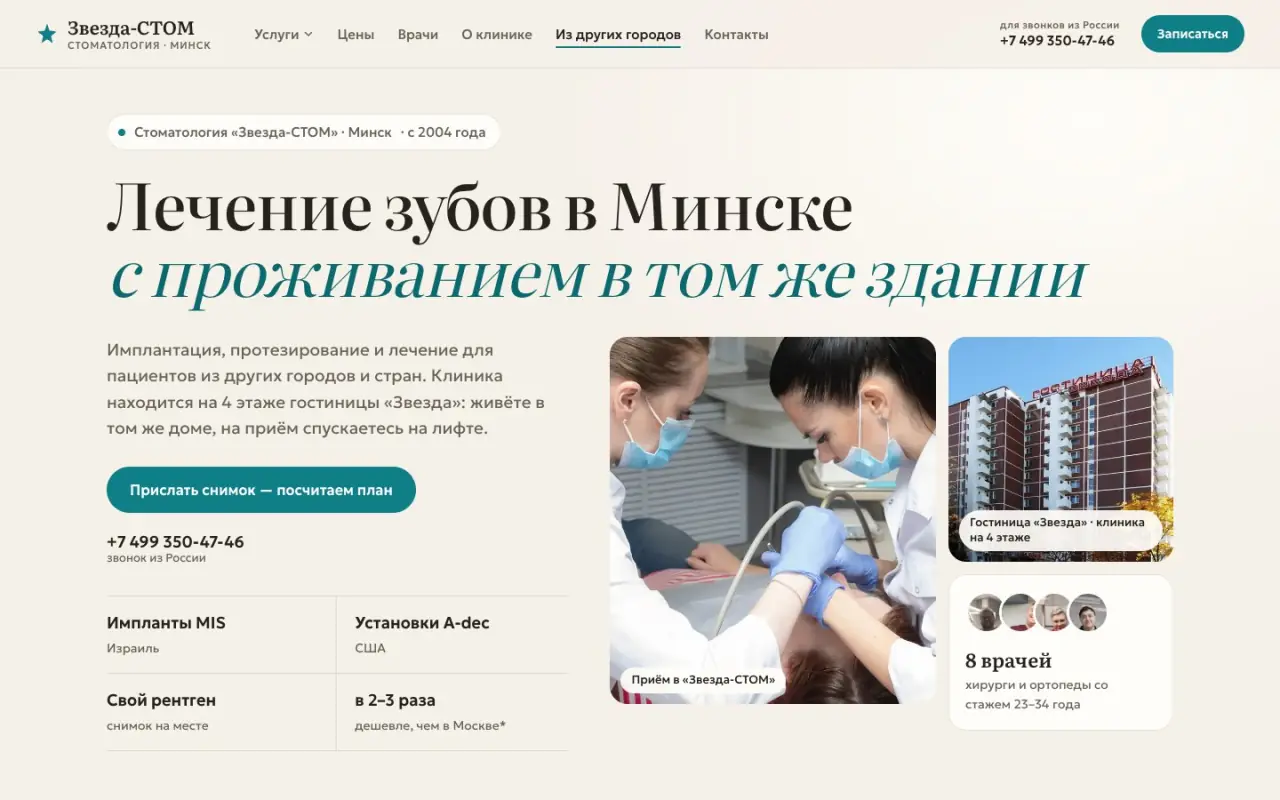 Звезда-СТОМ
СТОМАТОЛОГИЯ · МИНСК
Услуги
Цены
Врачи
О клинике
Из других городов
Контакты
для звонков из России
+7 499 350-47-46
Записаться
Стоматология «Звезда-СТОМ» · Минск · с 2004 года
Лечение зубов в Минске
с проживанием в том же здании
Имплантация, протезирование и лечение для
пациентов из других городов и стран. Клиника
находится на 4 этаже гостиницы «Звезда»: живёте в
том же доме, на приём спускаетесь на лифте.
Прислать снимок — посчитаем план
+7 499 350-47-46
звонок из России
Импланты MIS
Израиль
Установки A-dec
США
Свой рентген
снимок на месте
в 2–3 раза
дешевле, чем в Москве*
Приём в «Звезда-СТОМ»
ГОСТИНИЦА
Гостиница «Звезда» · клиника
на 4 этаже
8 врачей
хирурги и ортопеды со
стажем 23–34 года